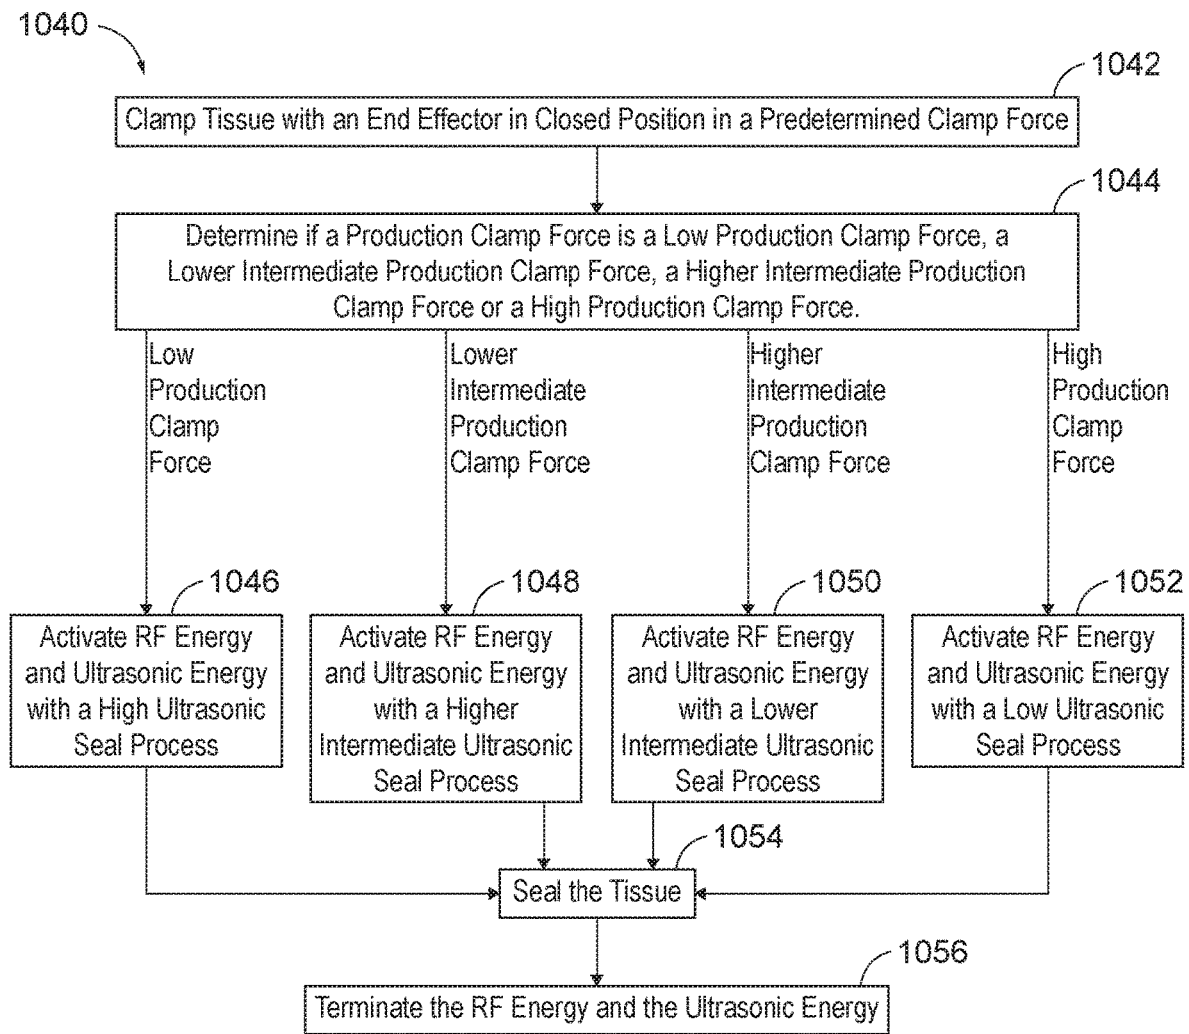 1040
1042
Clamp Tissue with an End Effector in Closed Position in a Predetermined Clamp Force
1044
Determine if a Production Clamp Force is a Low Production Clamp Force, a
Lower Intermediate Production Clamp Force, a Higher Intermediate Production
Clamp Force or a High Production Clamp Force.
Low
Production
Clamp
Force
Lower
Intermediate
Production
Clamp Force
Higher
Intermediate
Production
Clamp Force
High
Production
Clamp
Force
1046
Activate RF Energy
and Ultrasonic Energy
with a High Ultrasonic
Seal Process
1048
Activate RF Energy
and Ultrasonic Energy
with a Higher
Intermediate Ultrasonic
Seal Process
1050
Activate RF Energy
and Ultrasonic Energy
with a Lower
Intermediate Ultrasonic
Seal Process
1052
Activate RF Energy
and Ultrasonic Energy
with a Low Ultrasonic
Seal Process
1054
Seal the Tissue
1056
Terminate the RF Energy and the Ultrasonic Energy